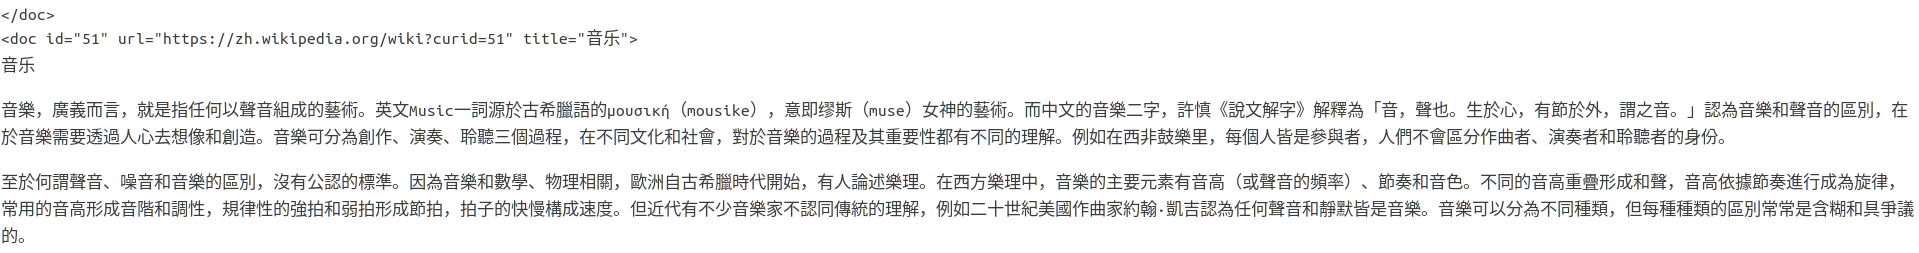 </doc>
<doc id="51" url="https://zh.wikipedia.org/wiki?curid=51" title="音乐">
音乐
音樂，廣義而言，就是指任何以聲音組成的藝術。英文Music一詞源於古希臘語的μουσική（mousike），意即缪斯（muse）女神的藝術。而中文的音樂二字，許慎《說文解字》解釋為「音，聲也。生於心，有節於外，謂之音。」認為音樂和聲音的區別，在
於音樂需要透過人心去想像和創造。音樂可分為創作、演奏、聆聽三個過程，在不同文化和社會，對於音樂的過程及其重要性都有不同的理解。例如在西非鼓樂里，每個人皆是參與者，人們不會區分作曲者、演奏者和聆聽者的身份。
至於何謂聲音、噪音和音樂的區別，沒有公認的標準。因為音樂和數學、物理相關，歐洲自古希臘時代開始，有人論述樂理。在西方樂理中，音樂的主要元素有音高（或聲音的頻率）、節奏和音色。不同的音高重疊形成和聲，音高依據節奏進行成為旋律，
常用的音高形成音階和調性，規律性的強拍和弱拍形成節拍，拍子的快慢構成速度。但近代有不少音樂家不認同傳統的理解，例如二十世紀美國作曲家約翰·凱吉認為任何聲音和靜默皆是音樂。音樂可以分為不同種類，但每種種類的區別常常是含糊和具爭議
的。